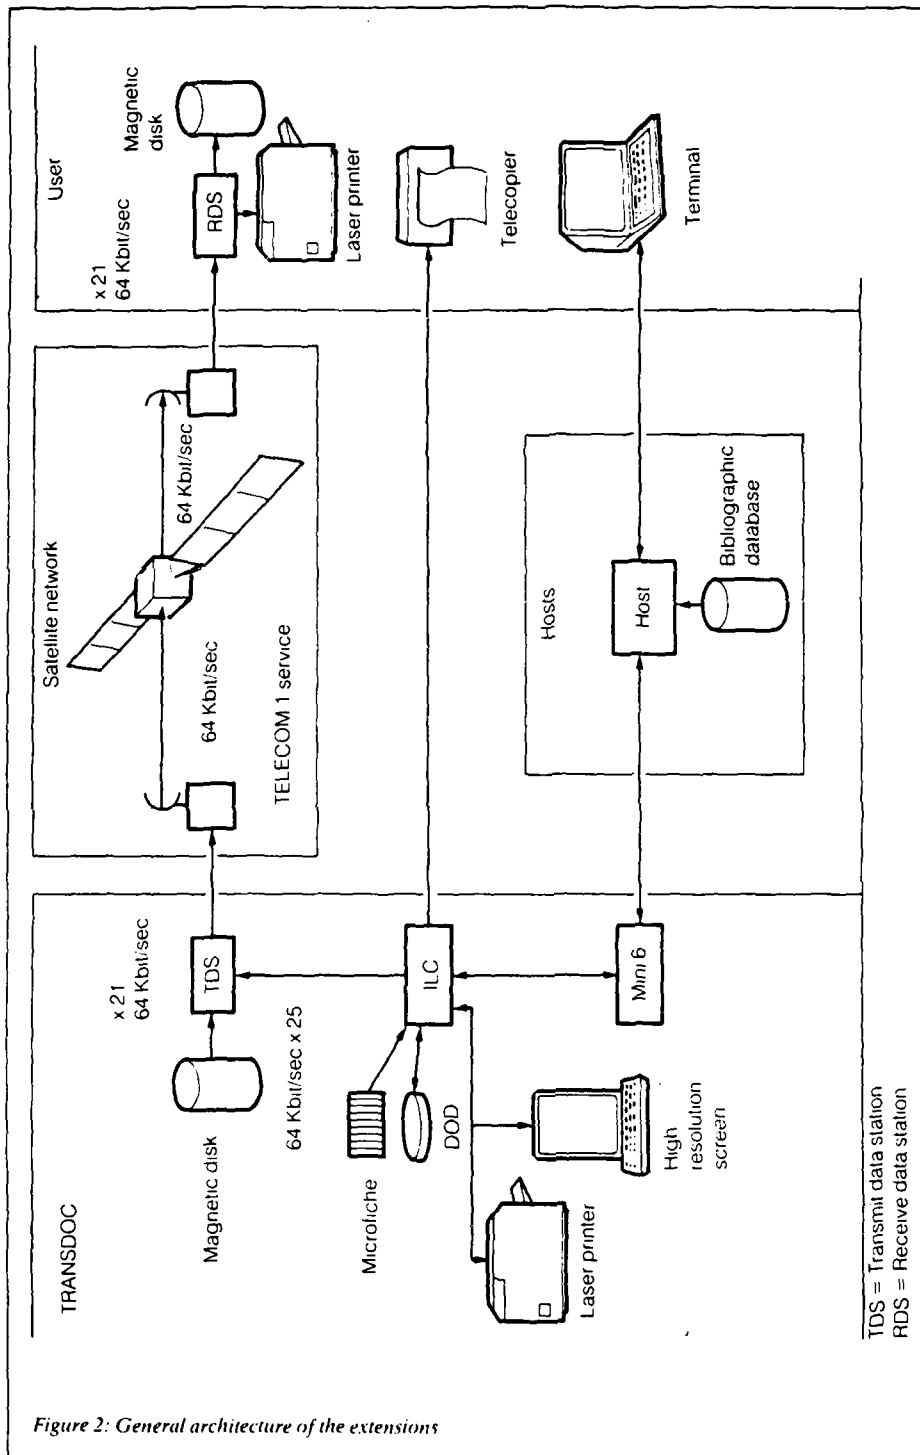 TRANSDOC
Magnetic disk
x 21
64 Kbit/sec
TDS
64 Kbit/sec x 25
Microfiche
DOD
ILC
Laser printer
High
resolution
screen
Mini 6
Satellite network
64 Kbit/sec
64 Kbit/sec
TELECOM 1 service
Hosts
Host
Bibliographic
database
User
x 21
64 Kbit/sec
RDS
Magnetic
disk
Laser printer
Telecopier
Terminal
TDS = Transmit data station
RDS = Receive data station
Figure 2: General architecture of the extensions